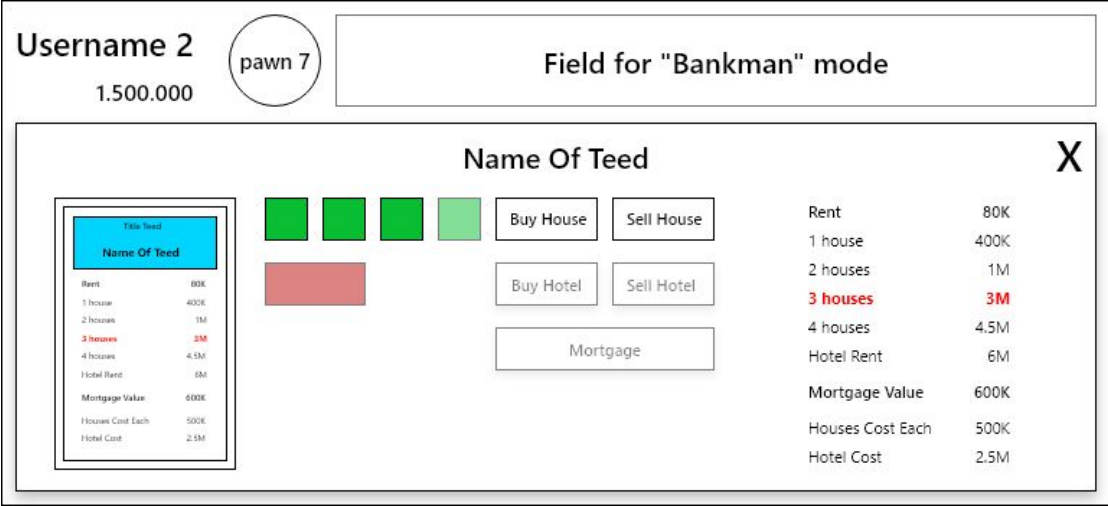 Username 2
1.500.000
pawn 7
Field for "Bankman" mode
Name Of Teed
X
Title Teed
Name Of Teed
Rent 80K
1 house 400K
2 houses 1M
3 houses 3M
4 houses 4.5M
Hotel Rent 6M
Mortgage Value 600K
Houses Cost Each 500K
Hotel Cost 2.5M
Buy House Sell House
Buy Hotel Sell Hotel
Mortgage
Rent 80K
1 house 400K
2 houses 1M
3 houses 3M
4 houses 4.5M
Hotel Rent 6M
Mortgage Value 600K
Houses Cost Each 500K
Hotel Cost 2.5M